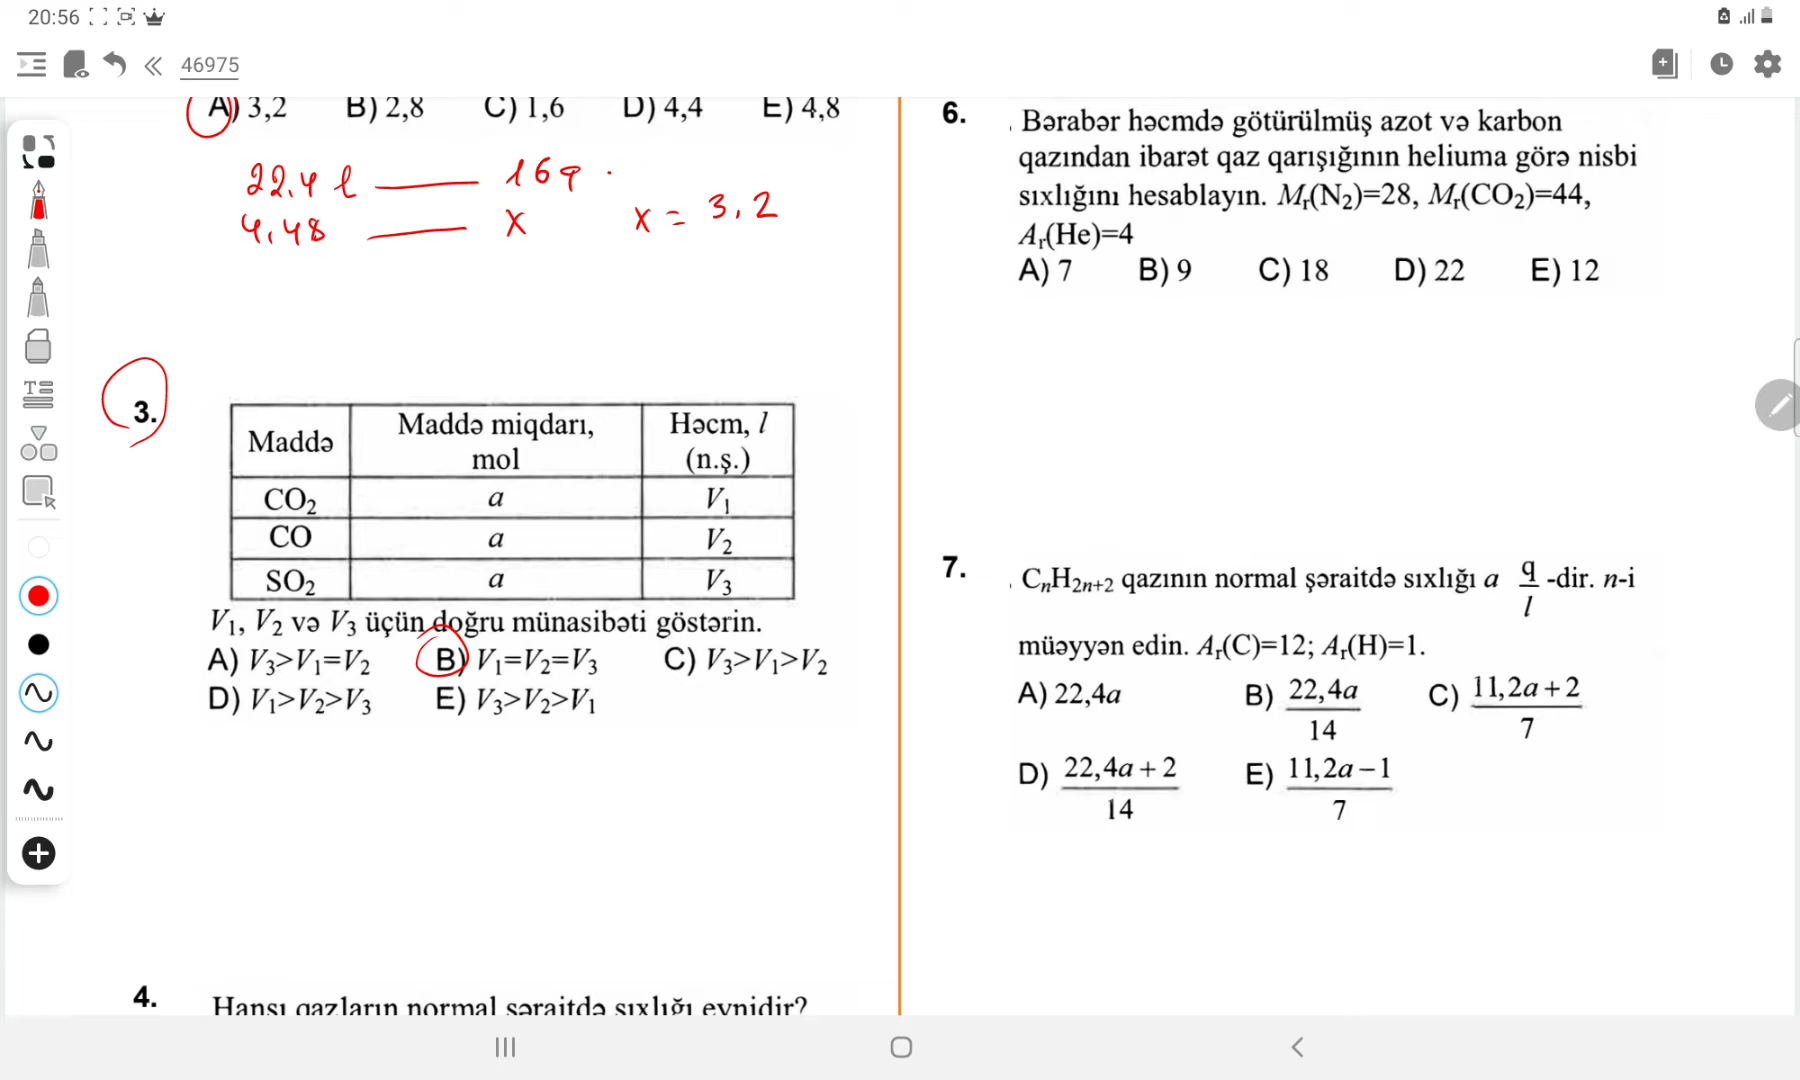 20:56
46975
A) 3,2 B) 2,8 C) 1,6 D) 4,4 E) 4,8
22,4 l — 16q
4,48 — x x = 3,2
3.
Maddə Maddə miqdarı, mol Həcm, l (n.ş.)
CO₂ a V₁
CO a V₂
SO₂ a V₃
V₁, V₂ və V₃ üçün doğru münasibəti göstərin.
A) V₃>V₁=V₂ B) V₁=V₂=V₃ C) V₃>V₁>V₂
D) V₁>V₂>V₃ E) V₃>V₂>V₁
4. Hansı qazların normal şəraitdə sıxlığı eynidir?
6. Bərabər həcmdə götürülmüş azot və karbon
qazından ibarət qaz qarışığının heliuma görə nisbi
sıxlığını hesablayın. Mᵣ(N₂)=28, Mᵣ(CO₂)=44,
Aᵣ(He)=4
A) 7 B) 9 C) 18 D) 22 E) 12
7. CₙH₂ₙ₊₂ qazının normal şəraitdə sıxlığı a q/l -dir. n-i
müəyyən edin. Aᵣ(C)=12; Aᵣ(H)=1.
A) 22,4a B) 22,4a/14 C) 11,2a+2/7
D) 22,4a+2/14 E) 11,2a−1/7